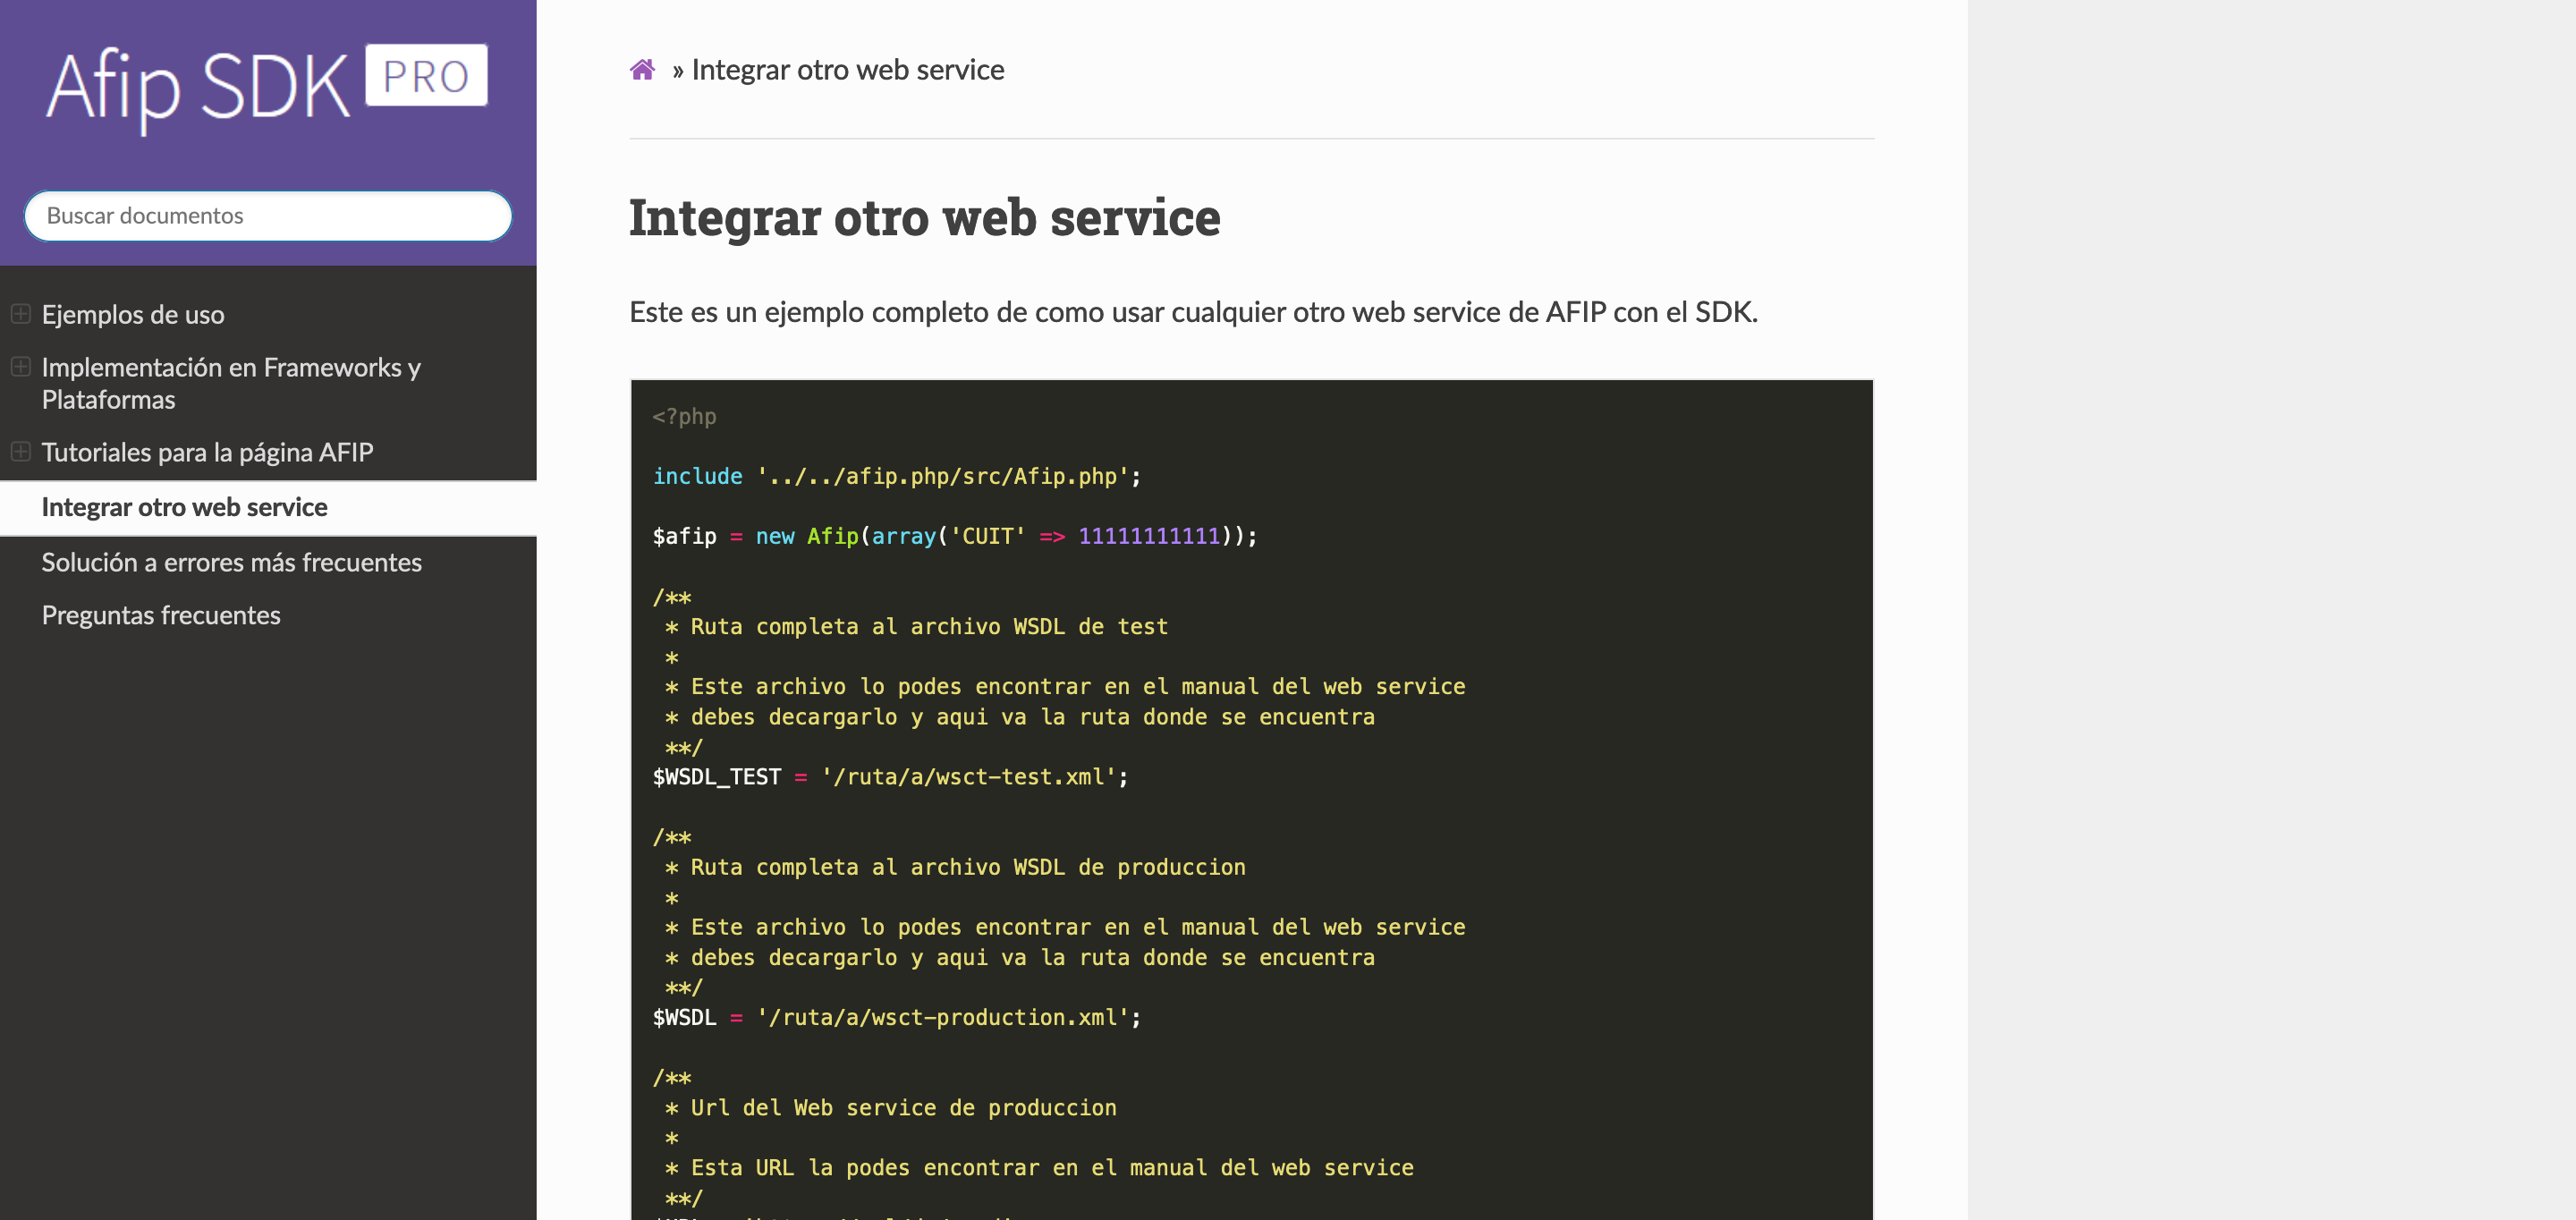 Afip SDK PRO
Buscar documentos
Ejemplos de uso
Implementación en Frameworks y
Plataformas
Tutoriales para la página AFIP
Integrar otro web service
Solución a errores más frecuentes
Preguntas frecuentes
» Integrar otro web service
Integrar otro web service
Este es un ejemplo completo de como usar cualquier otro web service de AFIP con el SDK.
<?php
include '../../afip.php/src/Afip.php';
$afip = new Afip(array('CUIT' => 11111111111));
/**
* Ruta completa al archivo WSDL de test
*
* Este archivo lo podes encontrar en el manual del web service
* debes decargarlo y aqui va la ruta donde se encuentra
**/
$WSDL_TEST = '/ruta/a/wsct-test.xml';
/**
* Ruta completa al archivo WSDL de produccion
*
* Este archivo lo podes encontrar en el manual del web service
* debes decargarlo y aqui va la ruta donde se encuentra
**/
$WSDL = '/ruta/a/wsct-production.xml';
/**
* Url del Web service de produccion
*
* Esta URL la podes encontrar en el manual del web service
**/